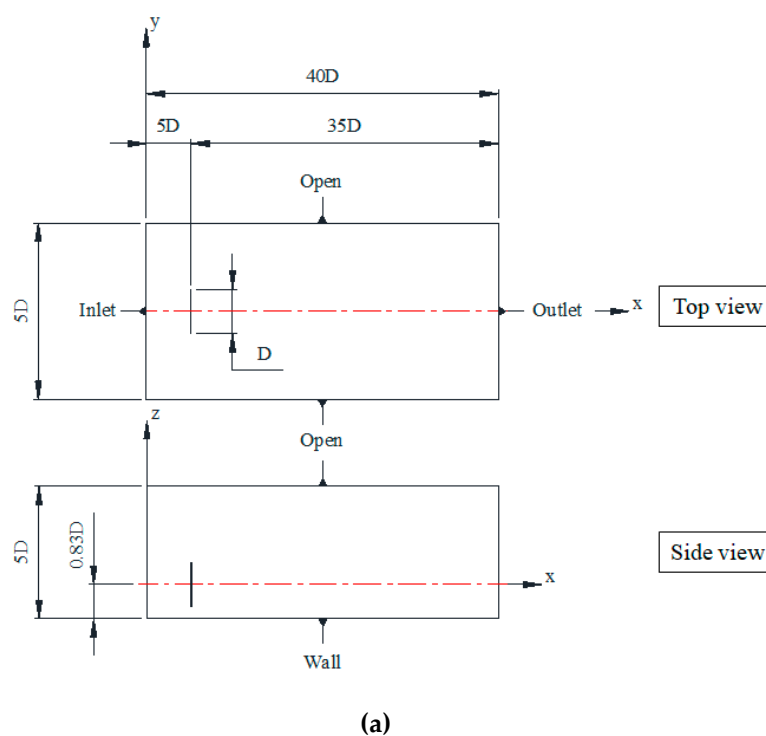 y
40D
5D 35D
Open
5D
Inlet
Outlet
x
Top view
D
z
Open
5D
0.83D
x
Side view
Wall
(a)